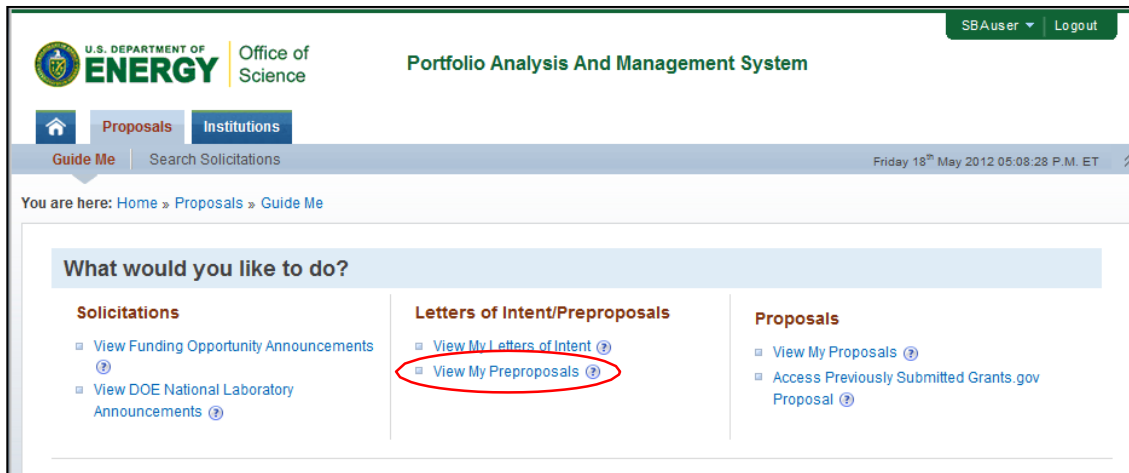 SBAuser Logout
U.S. DEPARTMENT OF
ENERGY
Office of
Science
Portfolio Analysis And Management System
Proposals Institutions
Guide Me Search Solicitations Friday 18th May 2012 05:08:28 P.M. ET
You are here: Home » Proposals » Guide Me
What would you like to do?
Solicitations
View Funding Opportunity Announcements
View DOE National Laboratory
Announcements
Letters of Intent/Preproposals
View My Letters of Intent
View My Preproposals
Proposals
View My Proposals
Access Previously Submitted Grants.gov
Proposal